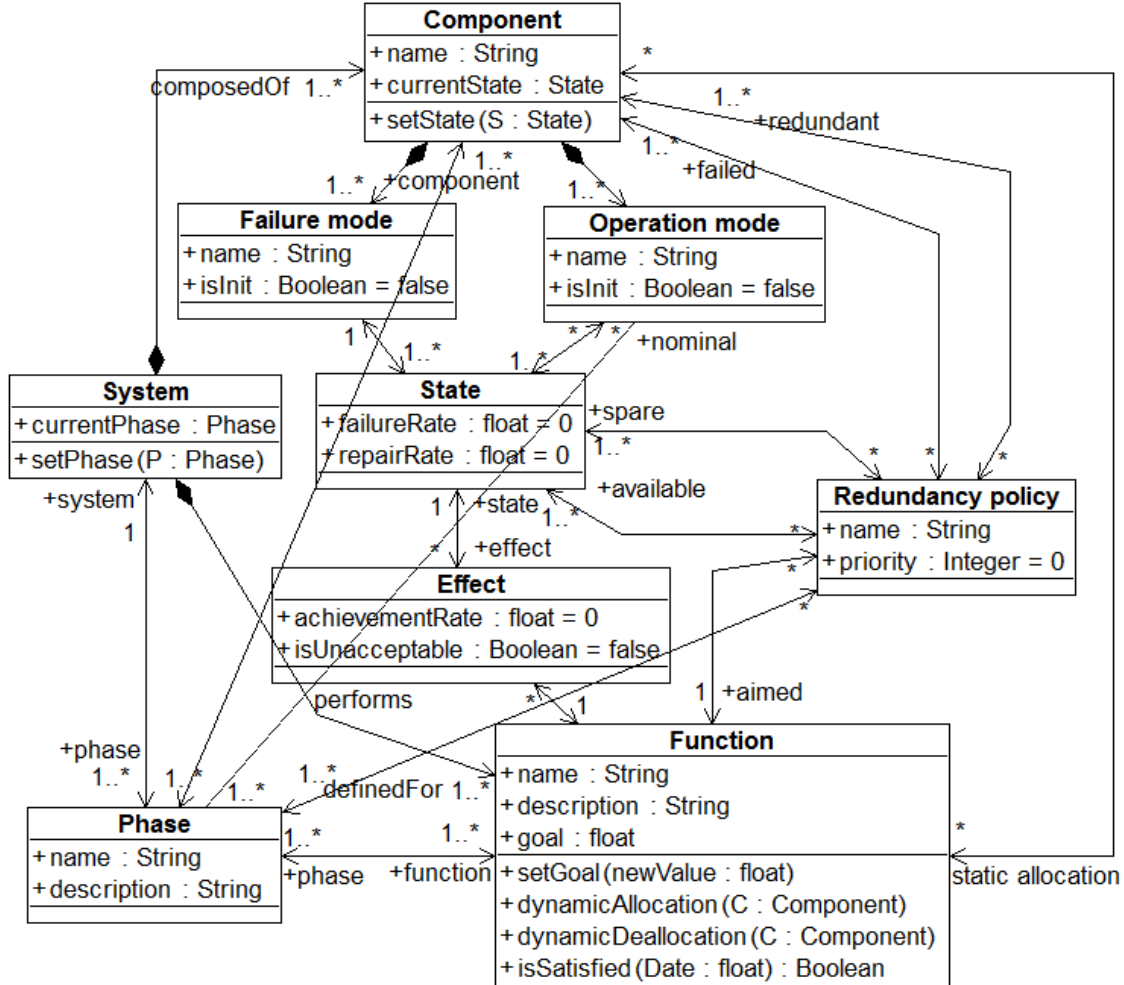 Component
+ name : String
+ currentState : State
+ setState (S : State)
composedOf 1..*
*
1..*
+redundant
1..*
+failed
1..*
+component
1..*
1..*
Failure mode
+ name : String
+ isInit : Boolean = false
Operation mode
+ name : String
+ isInit : Boolean = false
1
1..*
*
*
+nominal
1..*
System
+ currentPhase : Phase
+ setPhase (P : Phase)
State
+ failureRate : float = 0
+ repairRate : float = 0
+spare
1..*
*
*
*
+system
1
1
+state
+available
1..*
*
Redundancy policy
+ name : String
+ priority : Integer = 0
*
+effect
*
*
Effect
+ achievementRate : float = 0
+ isUnacceptable : Boolean = false
performs
*
1
1
+aimed
+phase
1..*
1..*
1..*
1..*
definedFor 1..*
Function
+ name : String
+ description : String
+ goal : float
+ setGoal (newValue : float)
+ dynamicAllocation (C : Component)
+ dynamicDeallocation (C : Component)
+ isSatisfied (Date : float) : Boolean
Phase
+ name : String
+ description : String
1..*
+phase
1..*
+function
*
static allocation